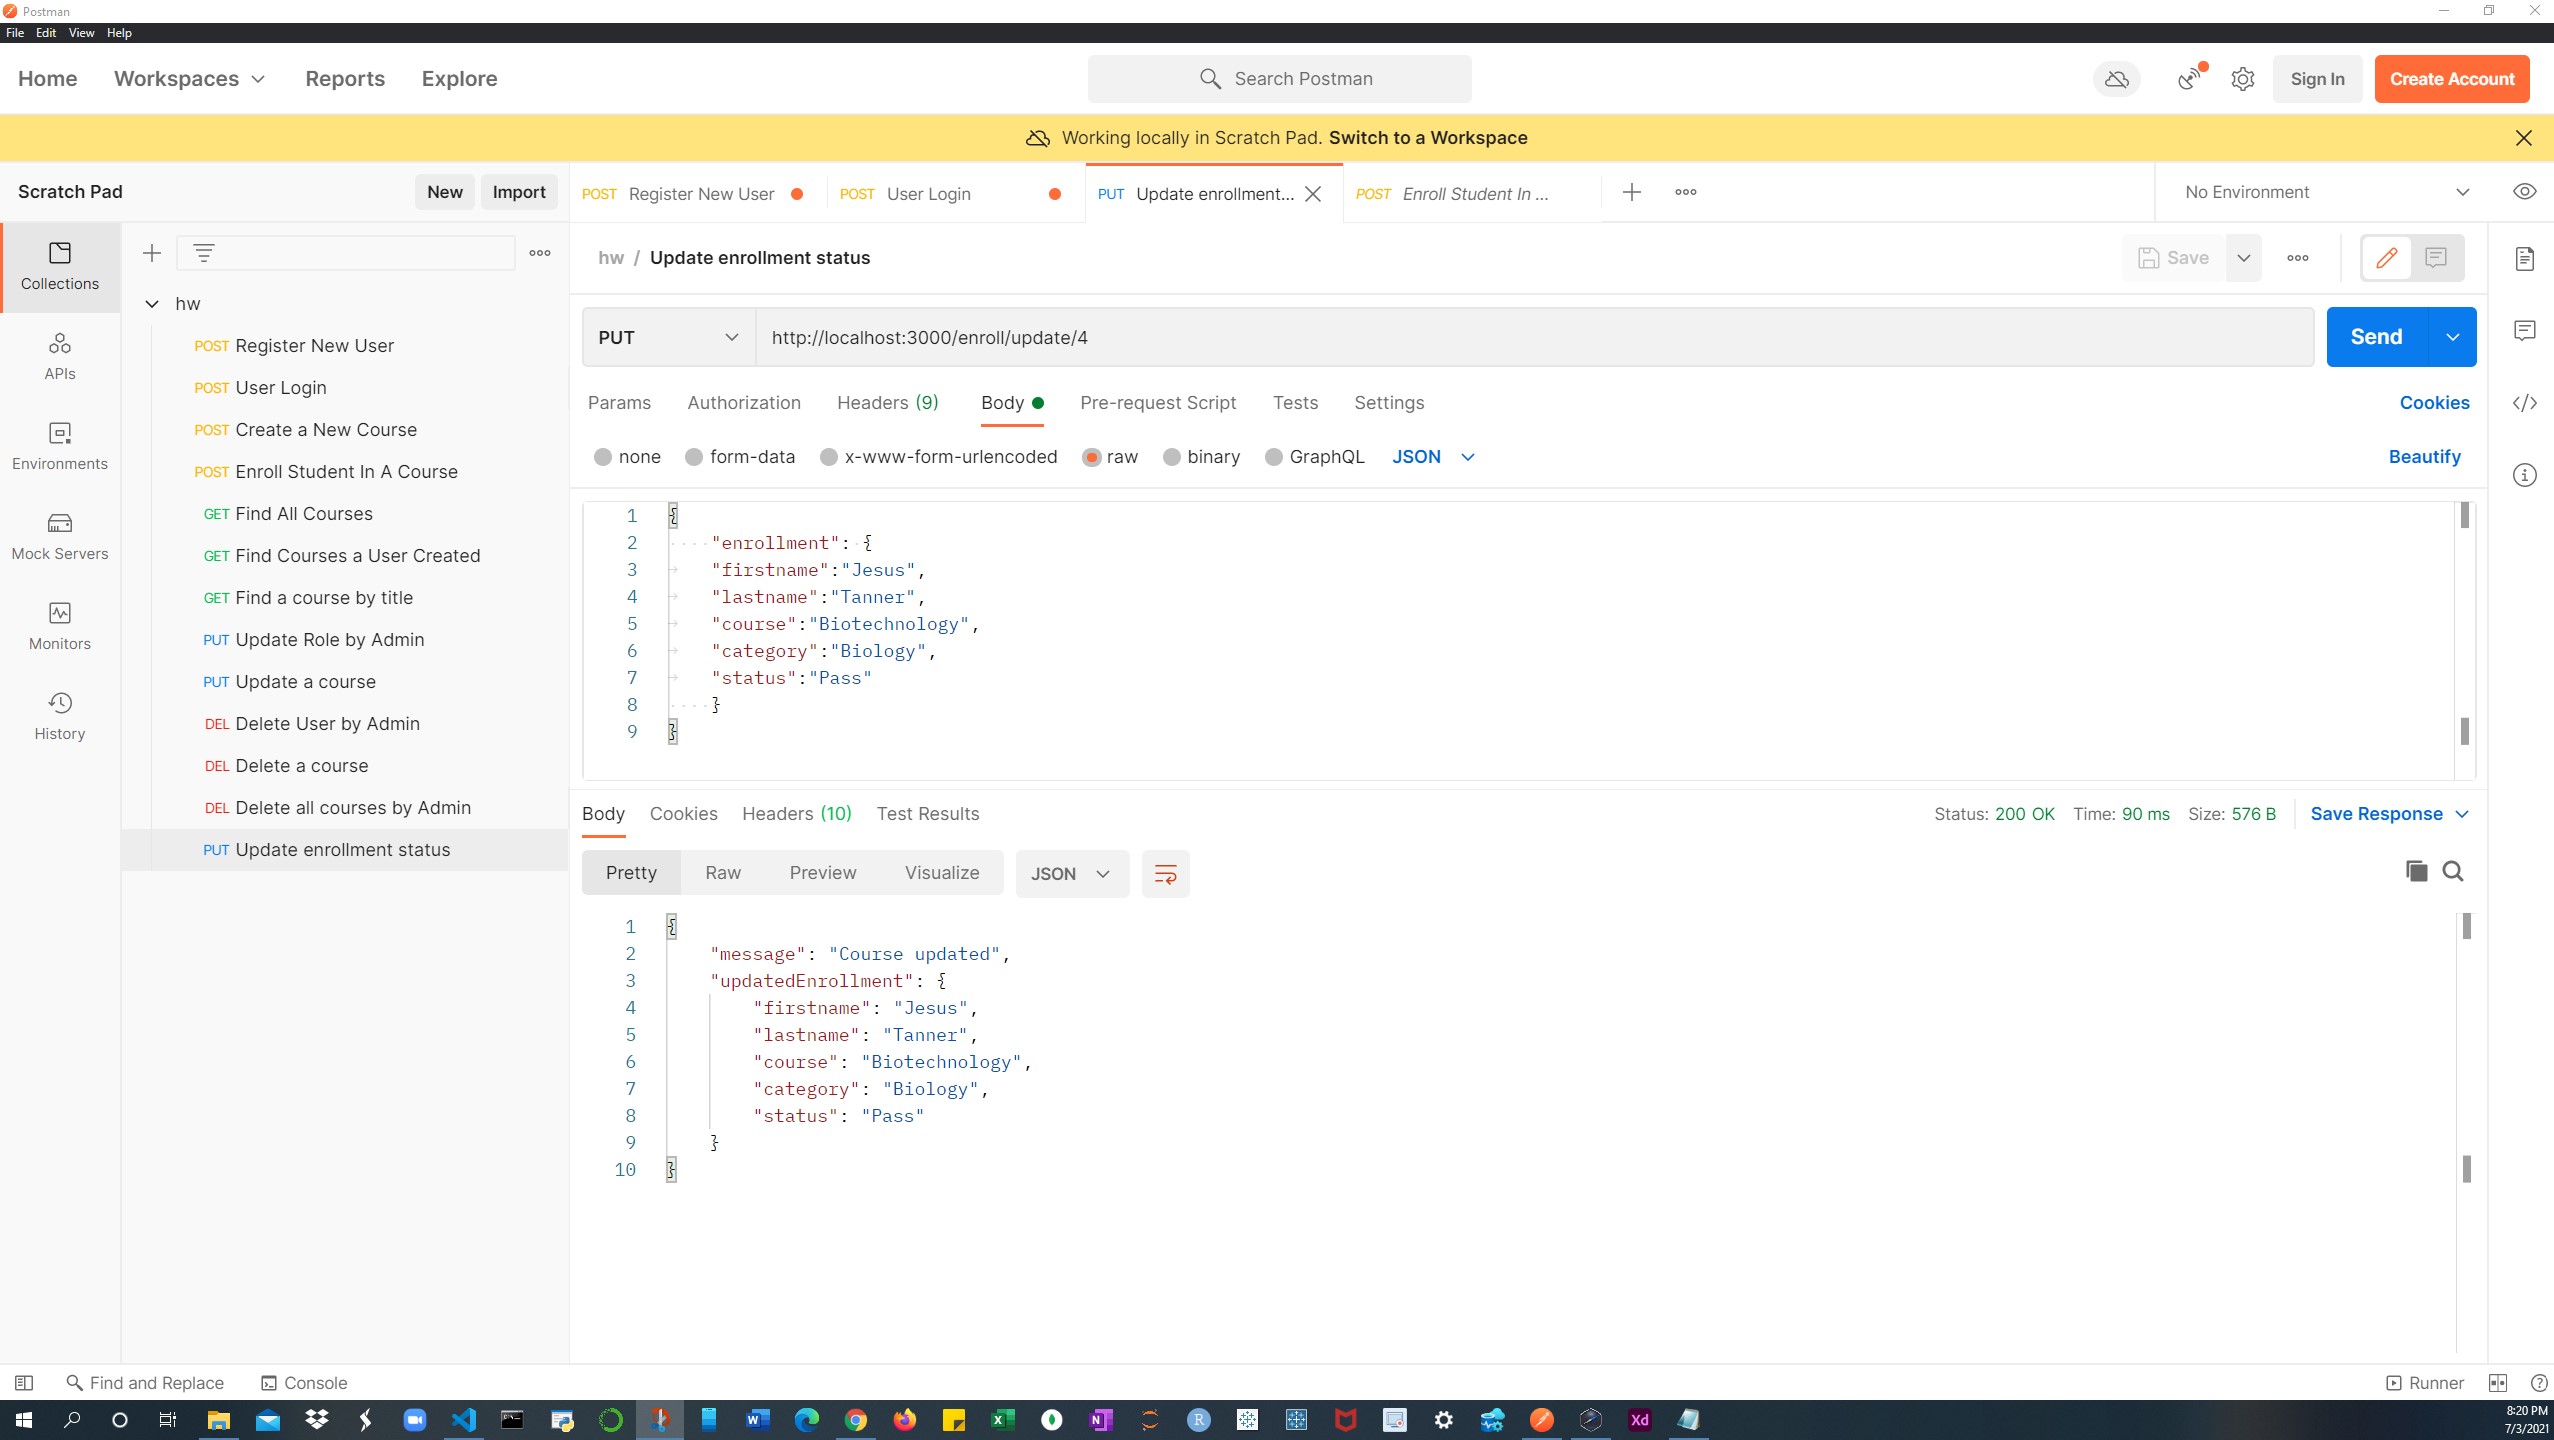 Postman
File Edit View Help
Home Workspaces Reports Explore Search Postman Sign In Create Account
Working locally in Scratch Pad. Switch to a Workspace
Scratch Pad New Import POST Register New User POST User Login PUT Update enrollment... POST Enroll Student In ... No Environment
hw / Update enrollment status Save
Collections
APIs
Environments
Mock Servers
Monitors
History
hw
POST Register New User
POST User Login
POST Create a New Course
POST Enroll Student In A Course
GET Find All Courses
GET Find Courses a User Created
GET Find a course by title
PUT Update Role by Admin
PUT Update a course
DEL Delete User by Admin
DEL Delete a course
DEL Delete all courses by Admin
PUT Update enrollment status
PUT http://localhost:3000/enroll/update/4 Send
Params Authorization Headers (9) Body Pre-request Script Tests Settings Cookies
none form-data x-www-form-urlencoded raw binary GraphQL JSON Beautify
1 {
2 "enrollment": {
3 "firstname":"Jesus",
4 "lastname":"Tanner",
5 "course":"Biotechnology",
6 "category":"Biology",
7 "status":"Pass"
8 }
9 }
Body Cookies Headers (10) Test Results Status: 200 OK Time: 90 ms Size: 576 B Save Response
Pretty Raw Preview Visualize JSON
1 {
2 "message": "Course updated",
3 "updatedEnrollment": {
4 "firstname": "Jesus",
5 "lastname": "Tanner",
6 "course": "Biotechnology",
7 "category": "Biology",
8 "status": "Pass"
9 }
10 }
Find and Replace Console Runner
8:20 PM
7/3/2021